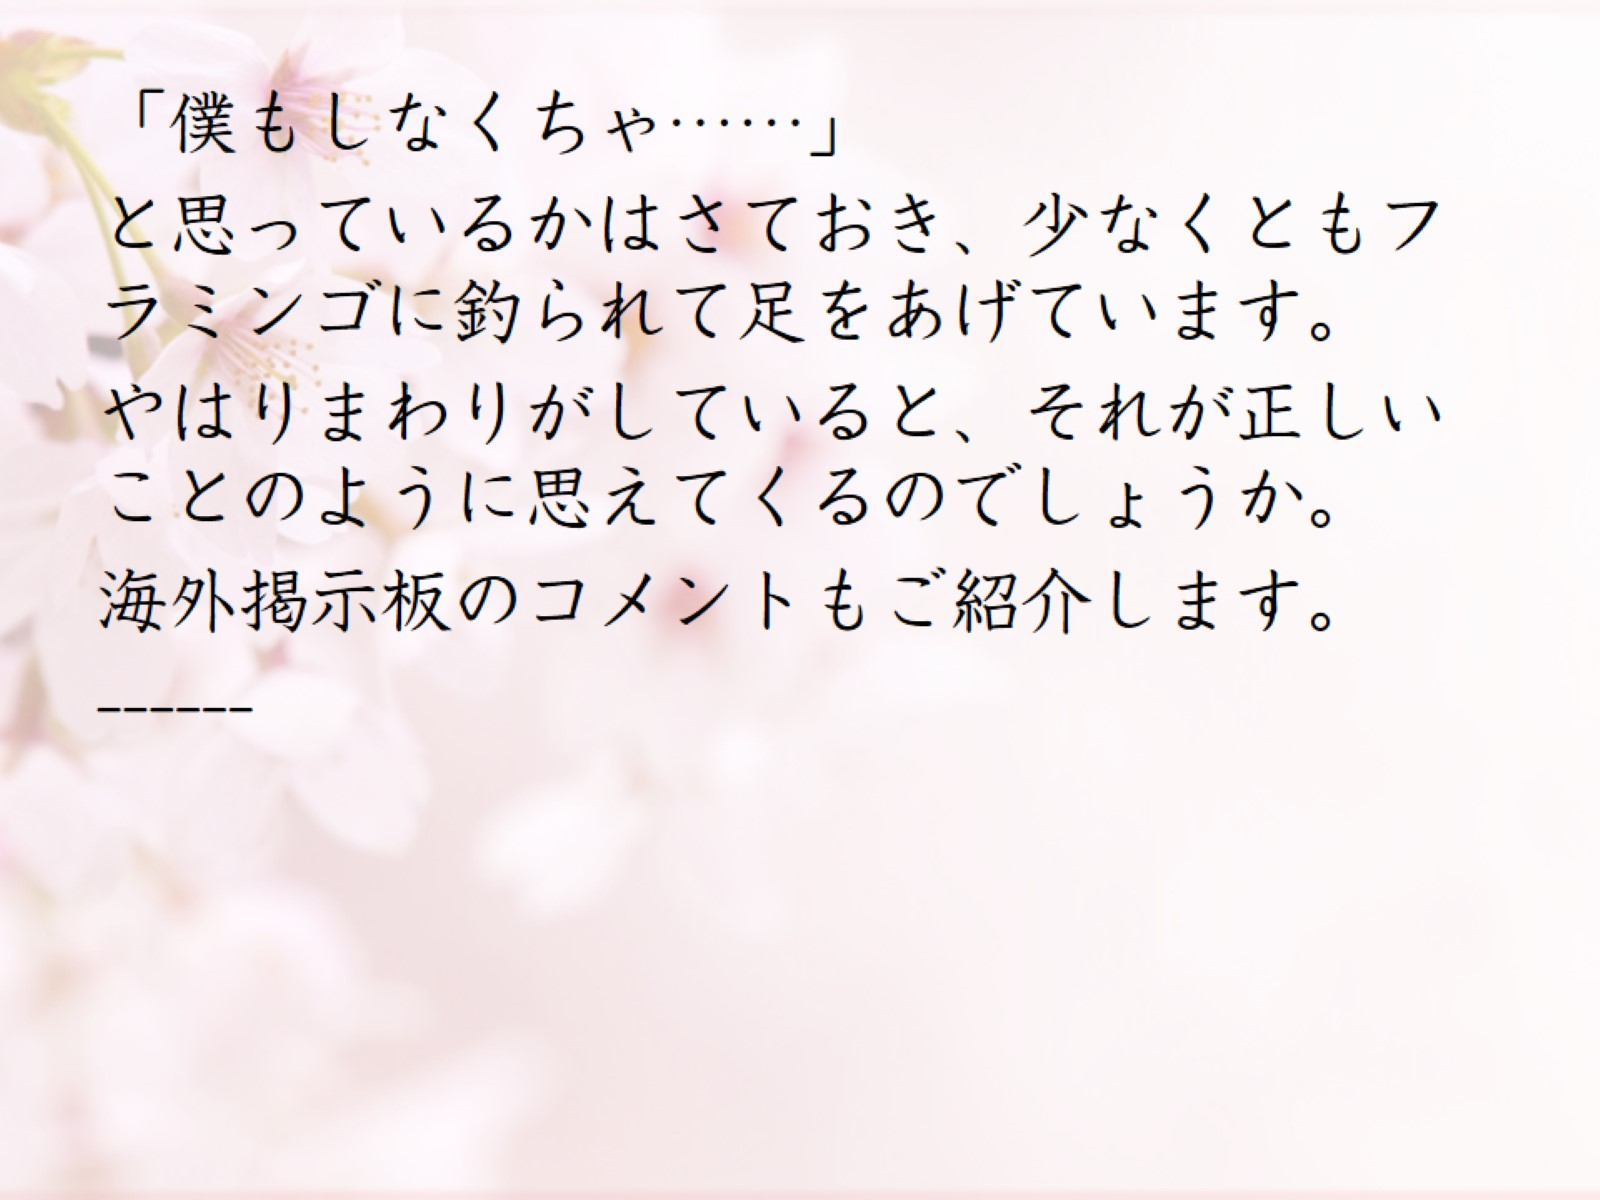 「僕もしなくちゃ……」
と思っているかはさておき、少なくともフ
ラミンゴに釣られて足をあげています。
やはりまわりがしていると、それが正しい
ことのように思えてくるのでしょうか。
海外掲示板のコメントもご紹介します。
------